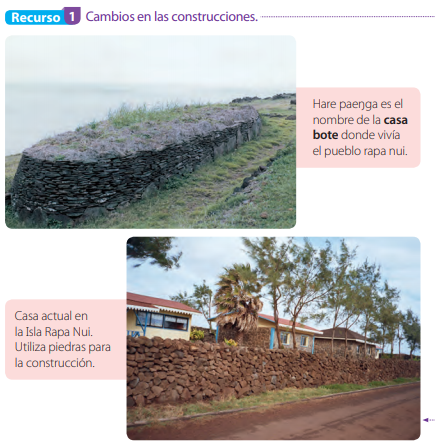 Recurso 1 Cambios en las construcciones.
Hare paeŋga es el
nombre de la casa
bote donde vivía
el pueblo rapa nui.
Casa actual en
la Isla Rapa Nui.
Utiliza piedras para
la construcción.